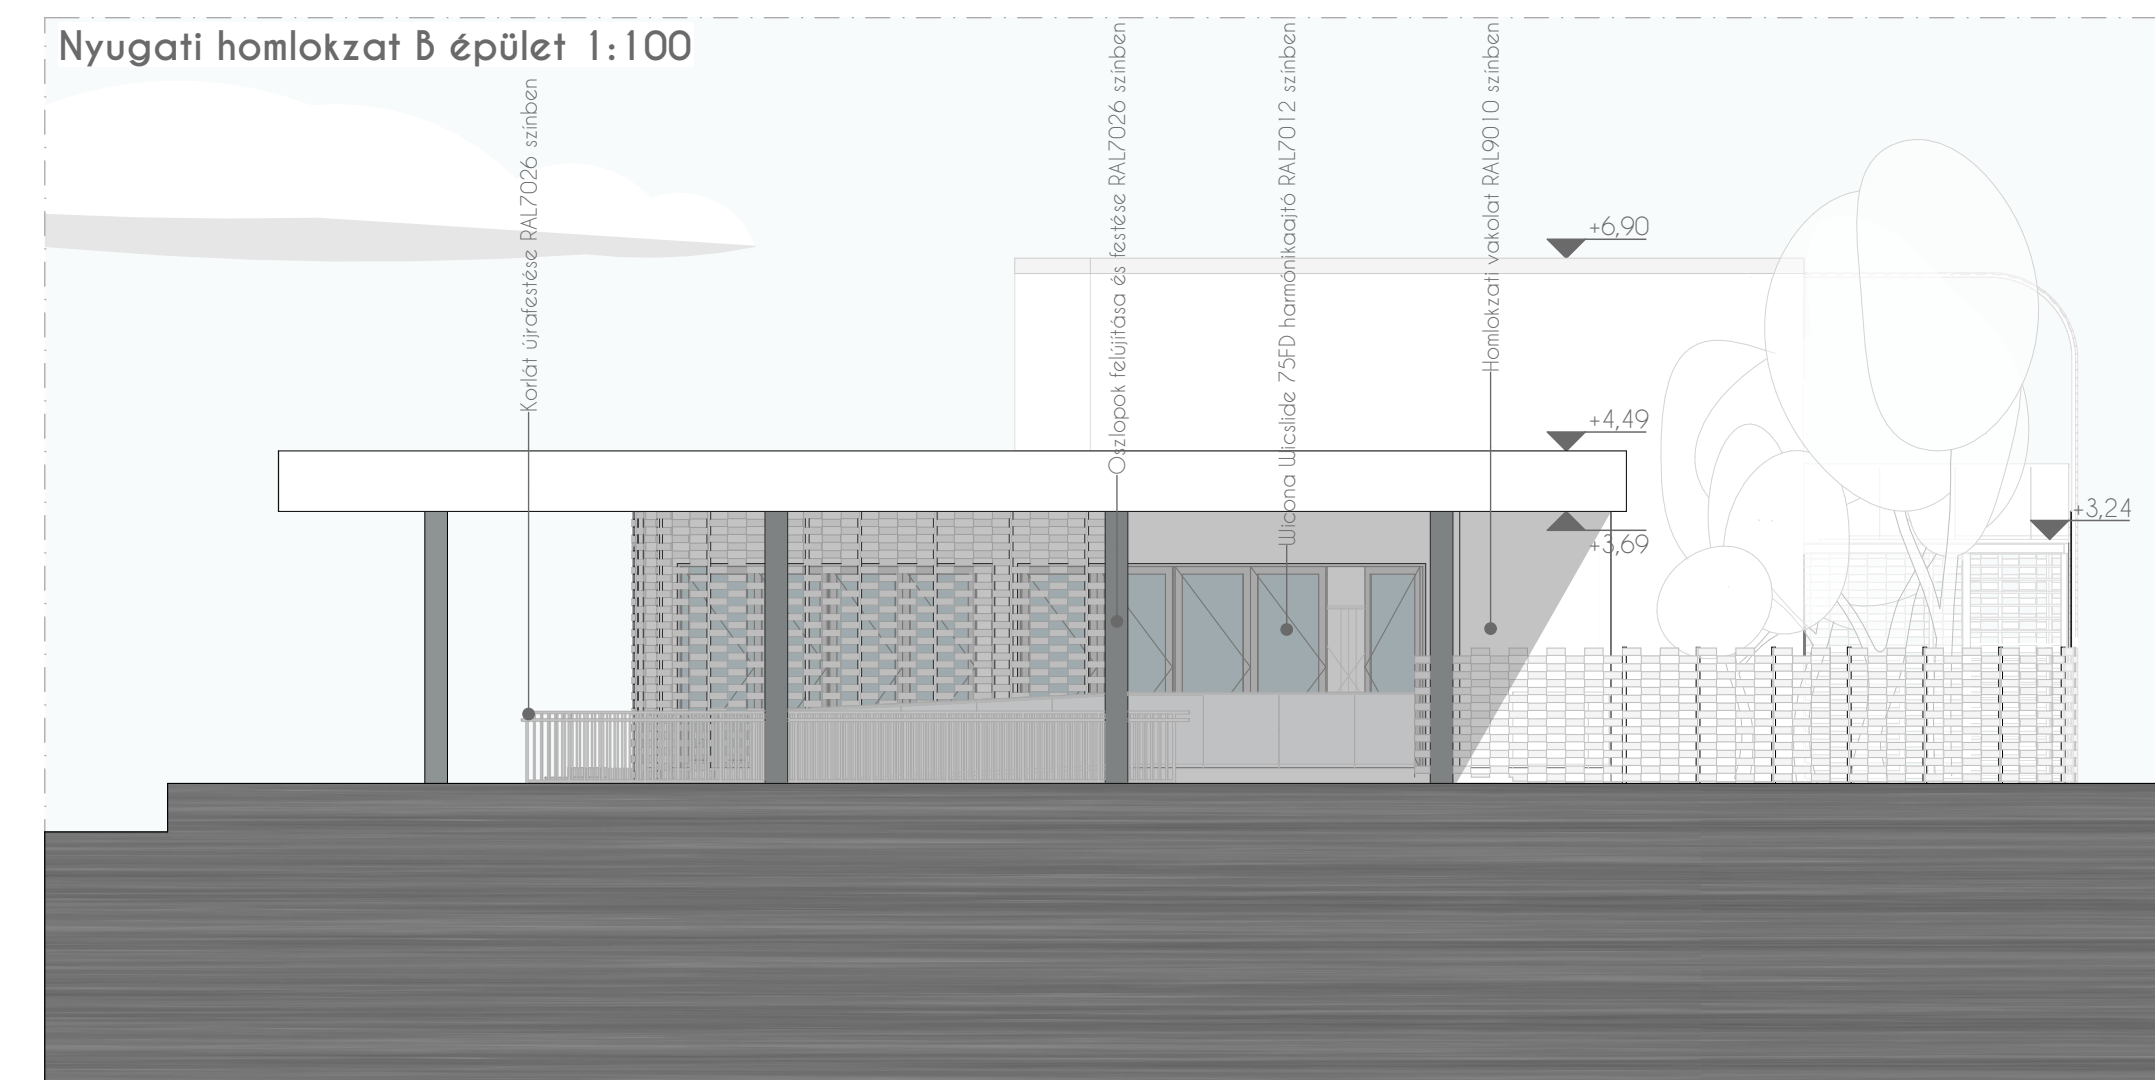 Nyugati homlokzat B épület 1:100
Korlát újrafestése RAL7026 színben
Oszlopok felújítása és festése RAL7026 színben
Wicona Wicslide 75FD harmónikaajtó RAL7012 színben
Homlokzati vakolat RAL9010 színben
+6,90
+4,49
+3,69
+3,24